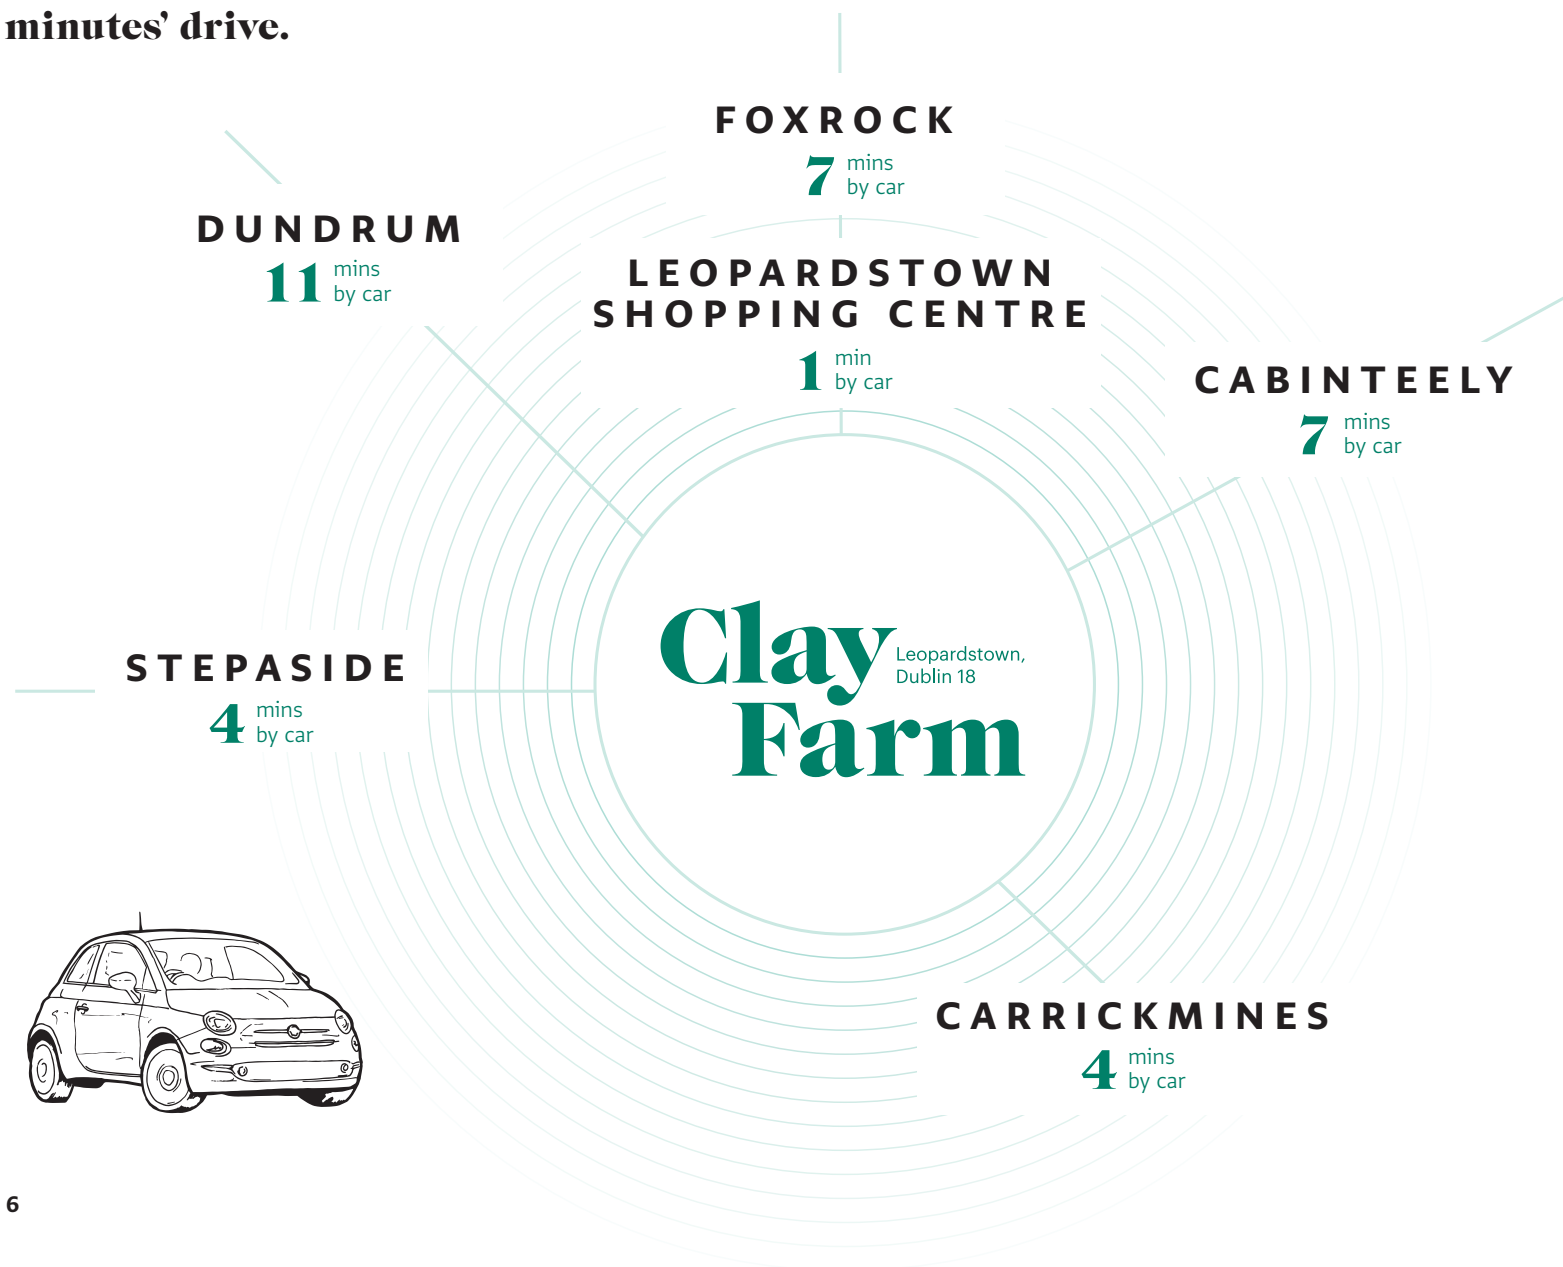 minutes’ drive.
FOXROCK
7 mins
by car
DUNDRUM
11 mins
by car
LEOPARDSTOWN
SHOPPING CENTRE
1 min
by car
CABINTEELY
7 mins
by car
Clay
Leopardstown,
Dublin 18
Farm
STEPASIDE
4 mins
by car
CARRICKMINES
4 mins
by car
6